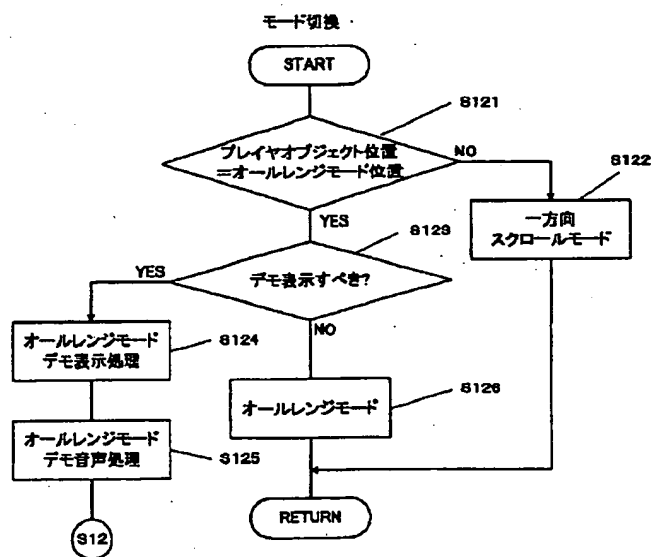 モード切換
START
S121
プレイヤオブジェクト位置
=オールレンジモード位置
NO
S122
一方向
スクロールモード
YES
S123
デモ表示すべき?
YES
NO
オールレンジモード
デモ表示処理
S124
オールレンジモード
S126
オールレンジモード
デモ音声処理
S125
S12
RETURN